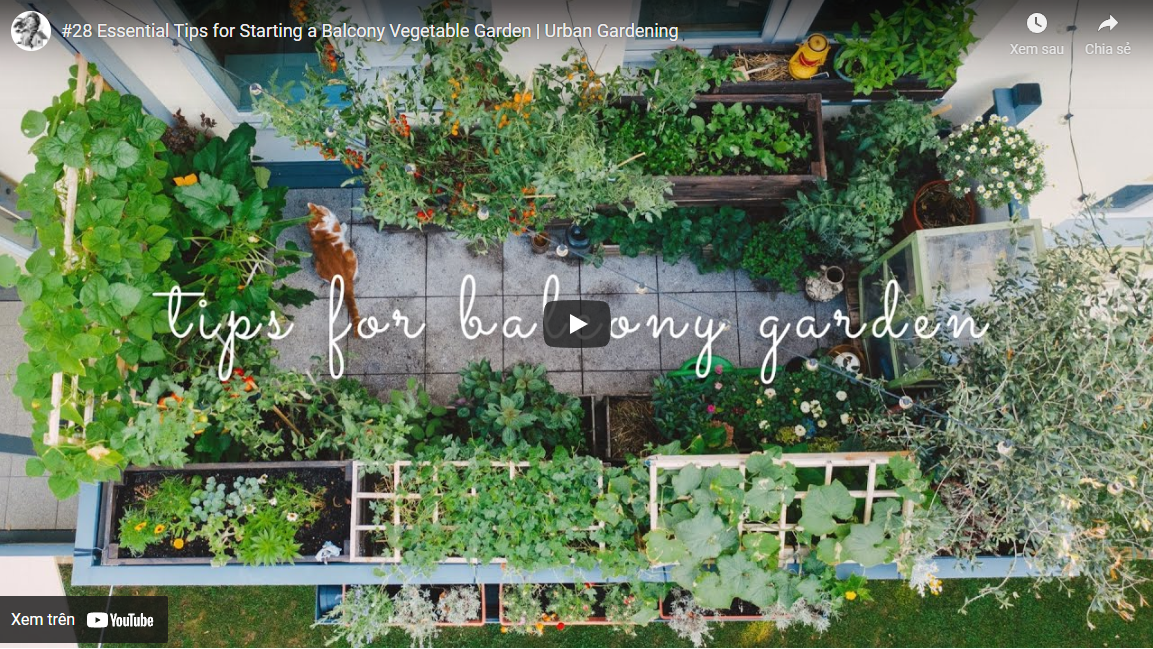 #28 Essential Tips for Starting a Balcony Vegetable Garden | Urban Gardening
Xem sau
Chia sẻ
tips for balcony garden
Xem trên YouTube